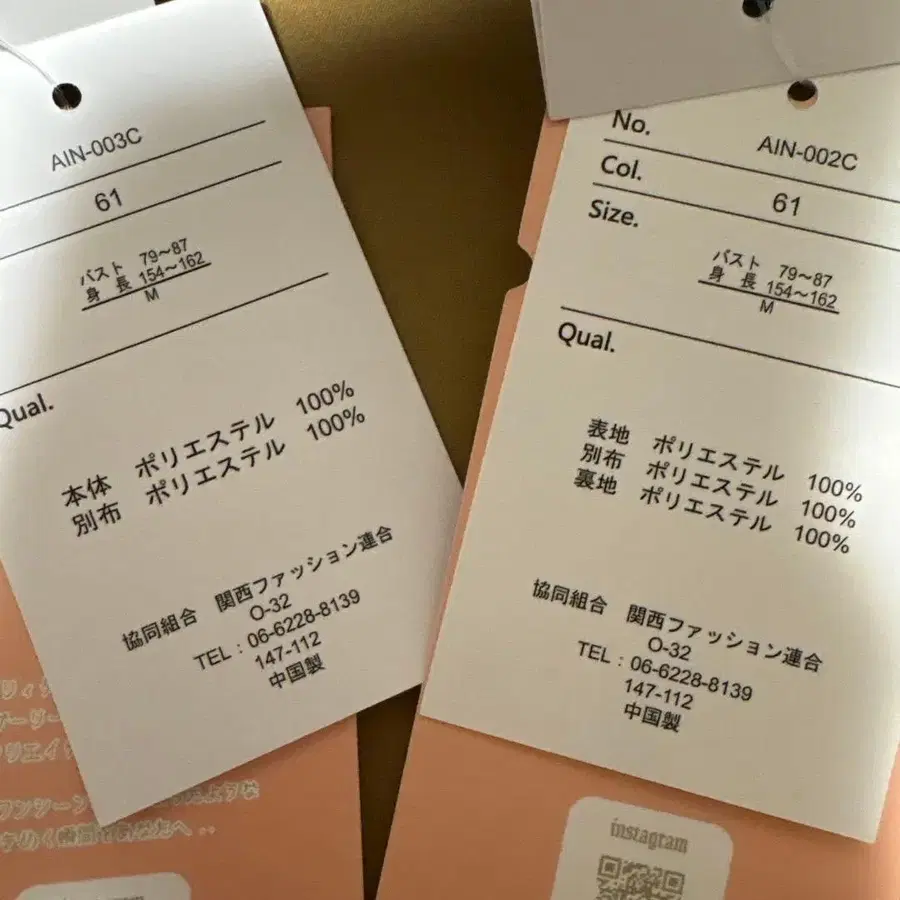 AIN-003C
61
バスト 79〜87
身 長 154〜162
M
Qual.
本体 ポリエステル 100%
別布 ポリエステル 100%
協同組合 関西ファッション連合
O-32
TEL:06-6228-8139
147-112
中国製
No. AIN-002C
Col. 61
Size.
バスト 79〜87
身 長 154〜162
M
Qual.
表地 ポリエステル 100%
別布 ポリエステル 100%
裏地 ポリエステル 100%
協同組合 関西ファッション連合
O-32
TEL:06-6228-8139
147-112
中国製
ワンシーン
instagram